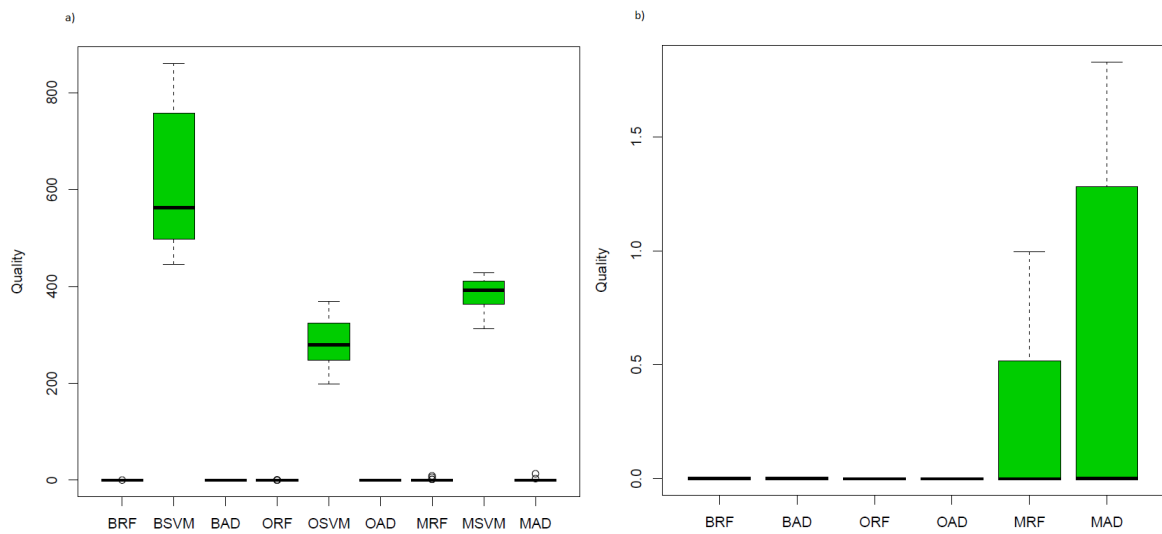 a)
Quality
800
600
400
200
0
BRF BSVM BAD ORF OSVM OAD MRF MSVM MAD
b)
Quality
1.5
1.0
0.5
0.0
BRF BAD ORF OAD MRF MAD